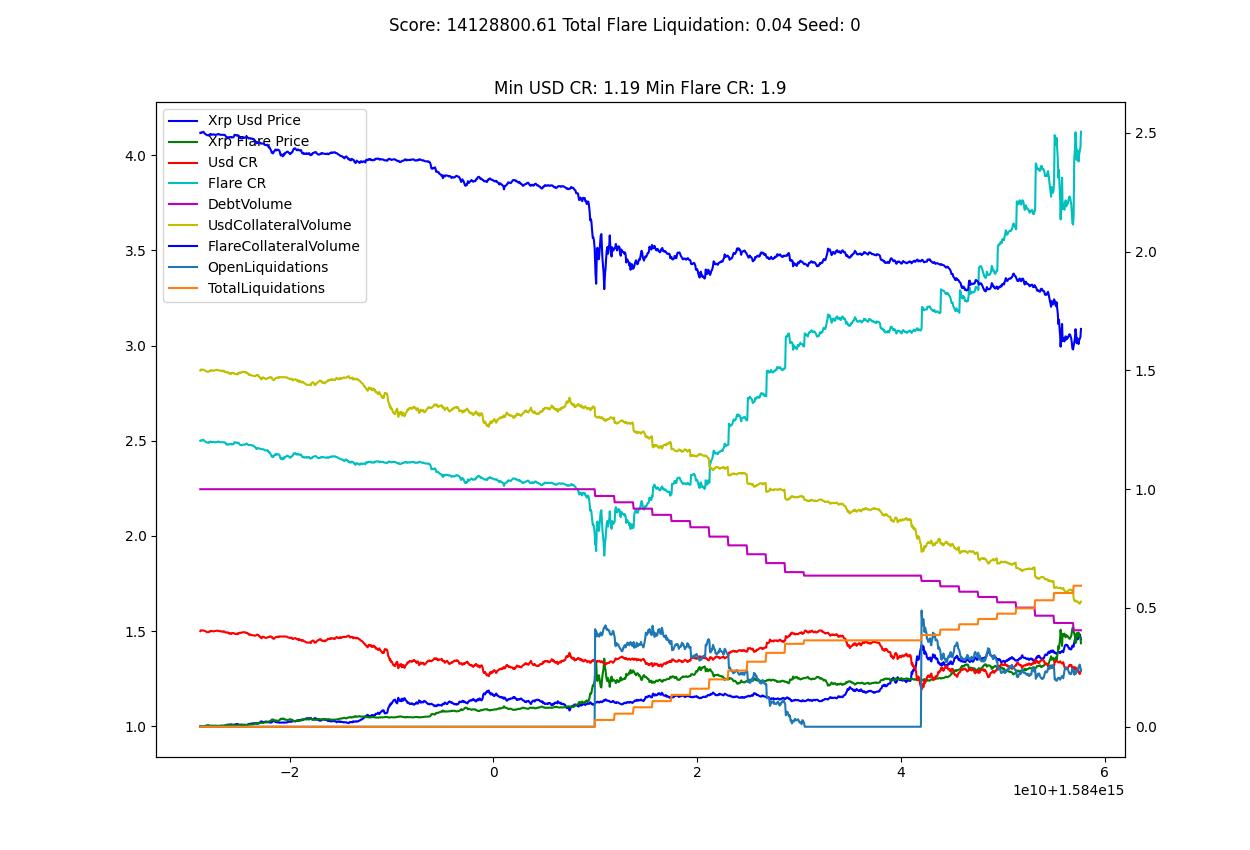 Score: 14128800.61 Total Flare Liquidation: 0.04 Seed: 0
Min USD CR: 1.19 Min Flare CR: 1.9
Xrp Usd Price
Xrp Flare Price
Usd CR
Flare CR
DebtVolume
UsdCollateralVolume
FlareCollateralVolume
OpenLiquidations
TotalLiquidations
4.0
3.5
3.0
2.5
2.0
1.5
1.0
2.5
2.0
1.5
1.0
0.5
0.0
−2
0
2
4
6
1e10+1.584e15